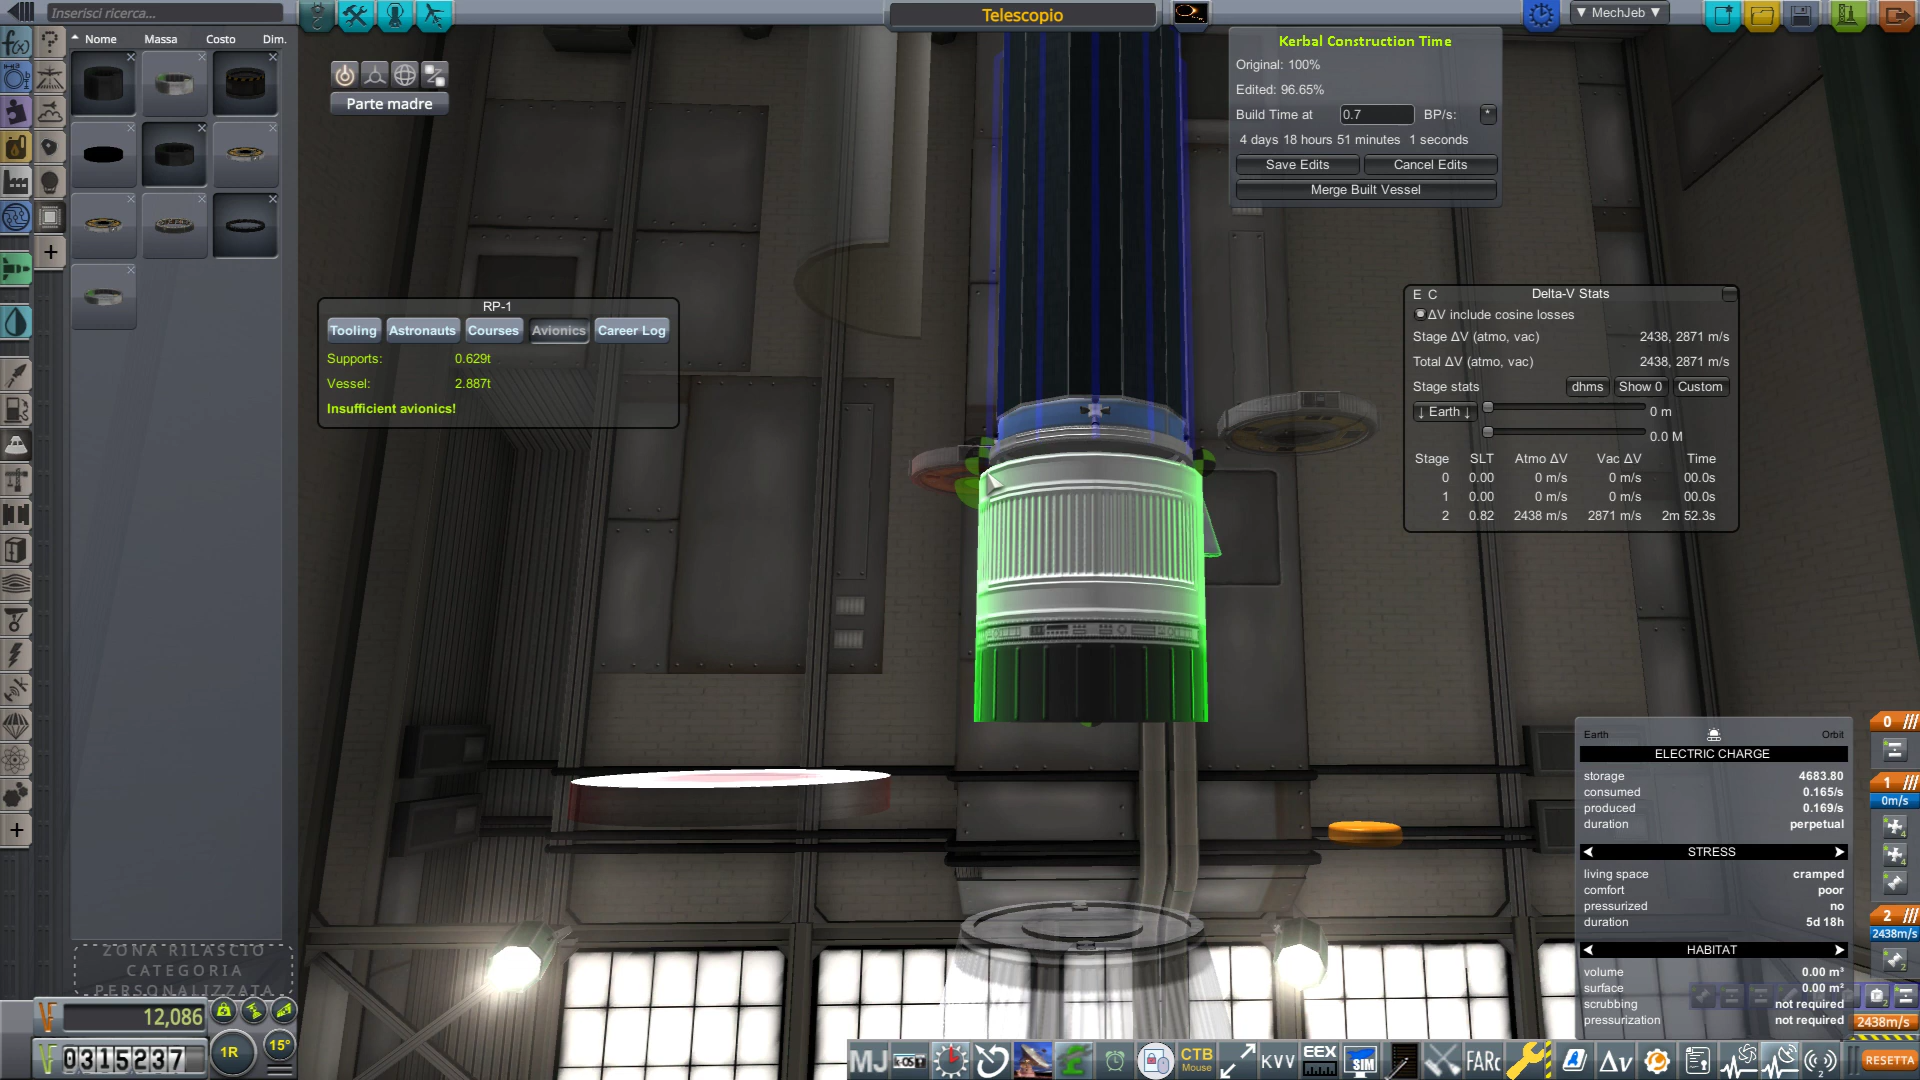 Inserisci ricerca...
Telescopio
▼ MechJeb ▼
Nome Massa Costo Dim.
Parte madre
Kerbal Construction Time
Original: 100%
Edited: 96.65%
Build Time at 0.7 BP/s: *
4 days 18 hours 51 minutes 1 seconds
Save Edits Cancel Edits
Merge Built Vessel
RP-1
Tooling Astronauts Courses Avionics Career Log
Supports: 0.629t
Vessel: 2.887t
Insufficient avionics!
E C Delta-V Stats
ΔV include cosine losses
Stage ΔV (atmo, vac) 2438, 2871 m/s
Total ΔV (atmo, vac) 2438, 2871 m/s
Stage stats dhms Show 0 Custom
↓ Earth ↓ 0 m
0.0 M
Stage SLT Atmo ΔV Vac ΔV Time
0 0.00 0 m/s 0 m/s 00.0s
1 0.00 0 m/s 0 m/s 00.0s
2 0.82 2438 m/s 2871 m/s 2m 52.3s
Earth Orbit
ELECTRIC CHARGE
storage 4683.80
consumed 0.165/s
produced 0.169/s
duration perpetual
STRESS
living space cramped
comfort poor
pressurized no
duration 5d 18h
HABITAT
volume 0.00 m³
surface 0.00 m²
scrubbing not required
pressurization not required
0
1
0m/s
4
4
2
2438m/s
2
2
2438m/s
ZONA RILASCIO
CATEGORIA
PERSONALIZZATA
12,086
0315237
1R
15°
MJ kOS CTB Mouse KVV EEX SIM FARc Δv 2
RESETTA